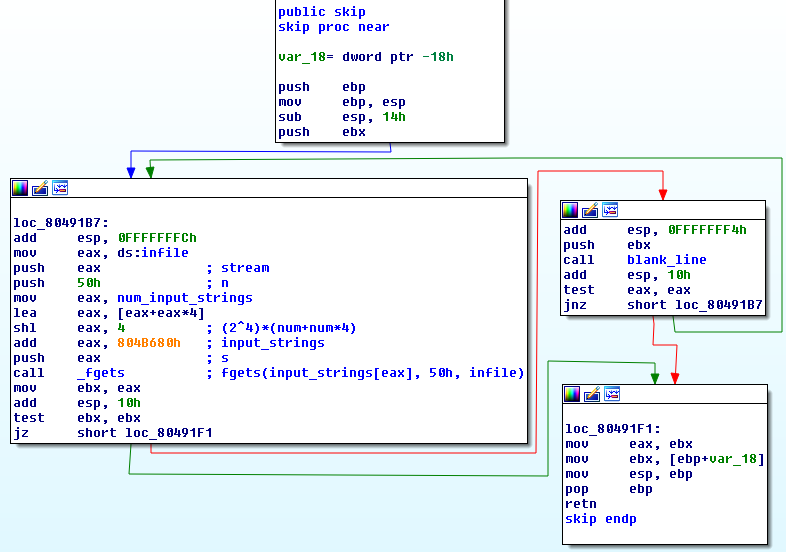 public skip
skip proc near
var_18= dword ptr -18h
push ebp
mov ebp, esp
sub esp, 14h
push ebx
loc_80491B7:
add esp, 0FFFFFFFCh
mov eax, ds:infile
push eax ; stream
push 50h ; n
mov eax, num_input_strings
lea eax, [eax+eax*4]
shl eax, 4 ; (2^4)*(num+num*4)
add eax, 804B680h ; input_strings
push eax ; s
call _fgets ; fgets(input_strings[eax], 50h, infile)
mov ebx, eax
add esp, 10h
test ebx, ebx
jz short loc_80491F1
add esp, 0FFFFFFF4h
push ebx
call blank_line
add esp, 10h
test eax, eax
jnz short loc_80491B7
loc_80491F1:
mov eax, ebx
mov ebx, [ebp+var_18]
mov esp, ebp
pop ebp
retn
skip endp